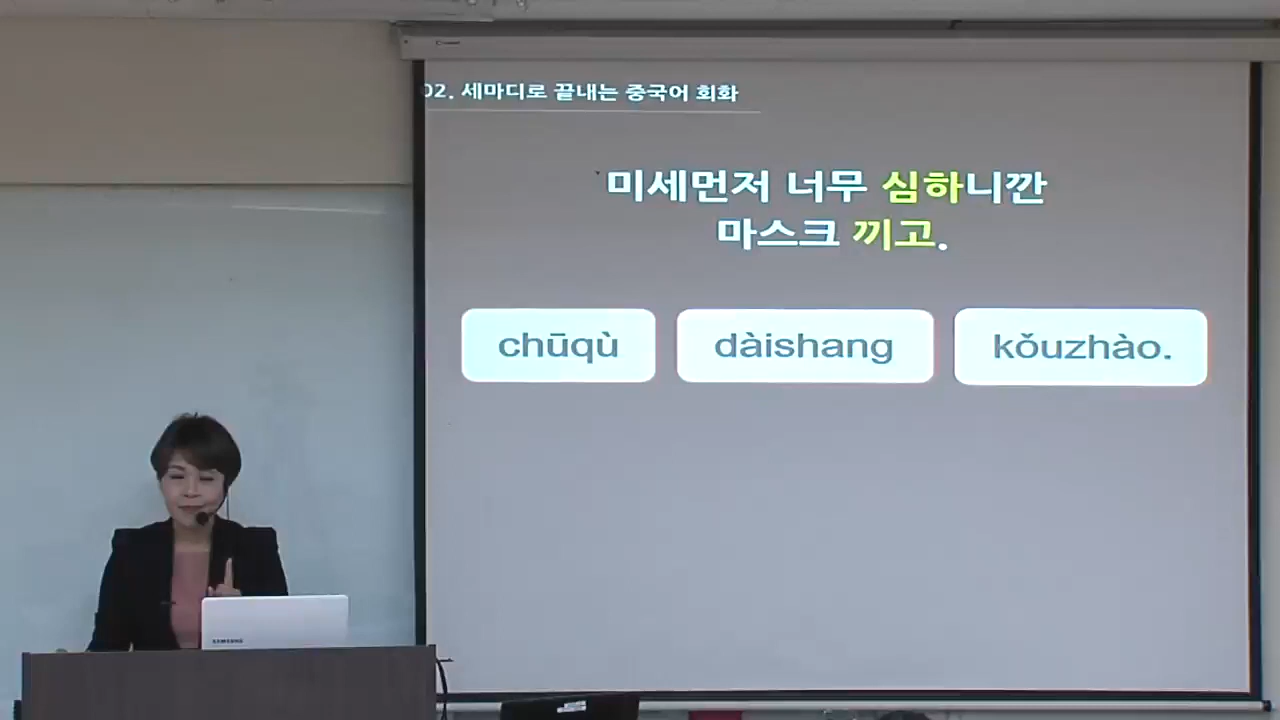 02. 세마디로 끝내는 중국어 회화
미세먼저 너무 심하니깐
마스크 끼고.
chūqù dàishang kǒuzhào.
SAMSUNG